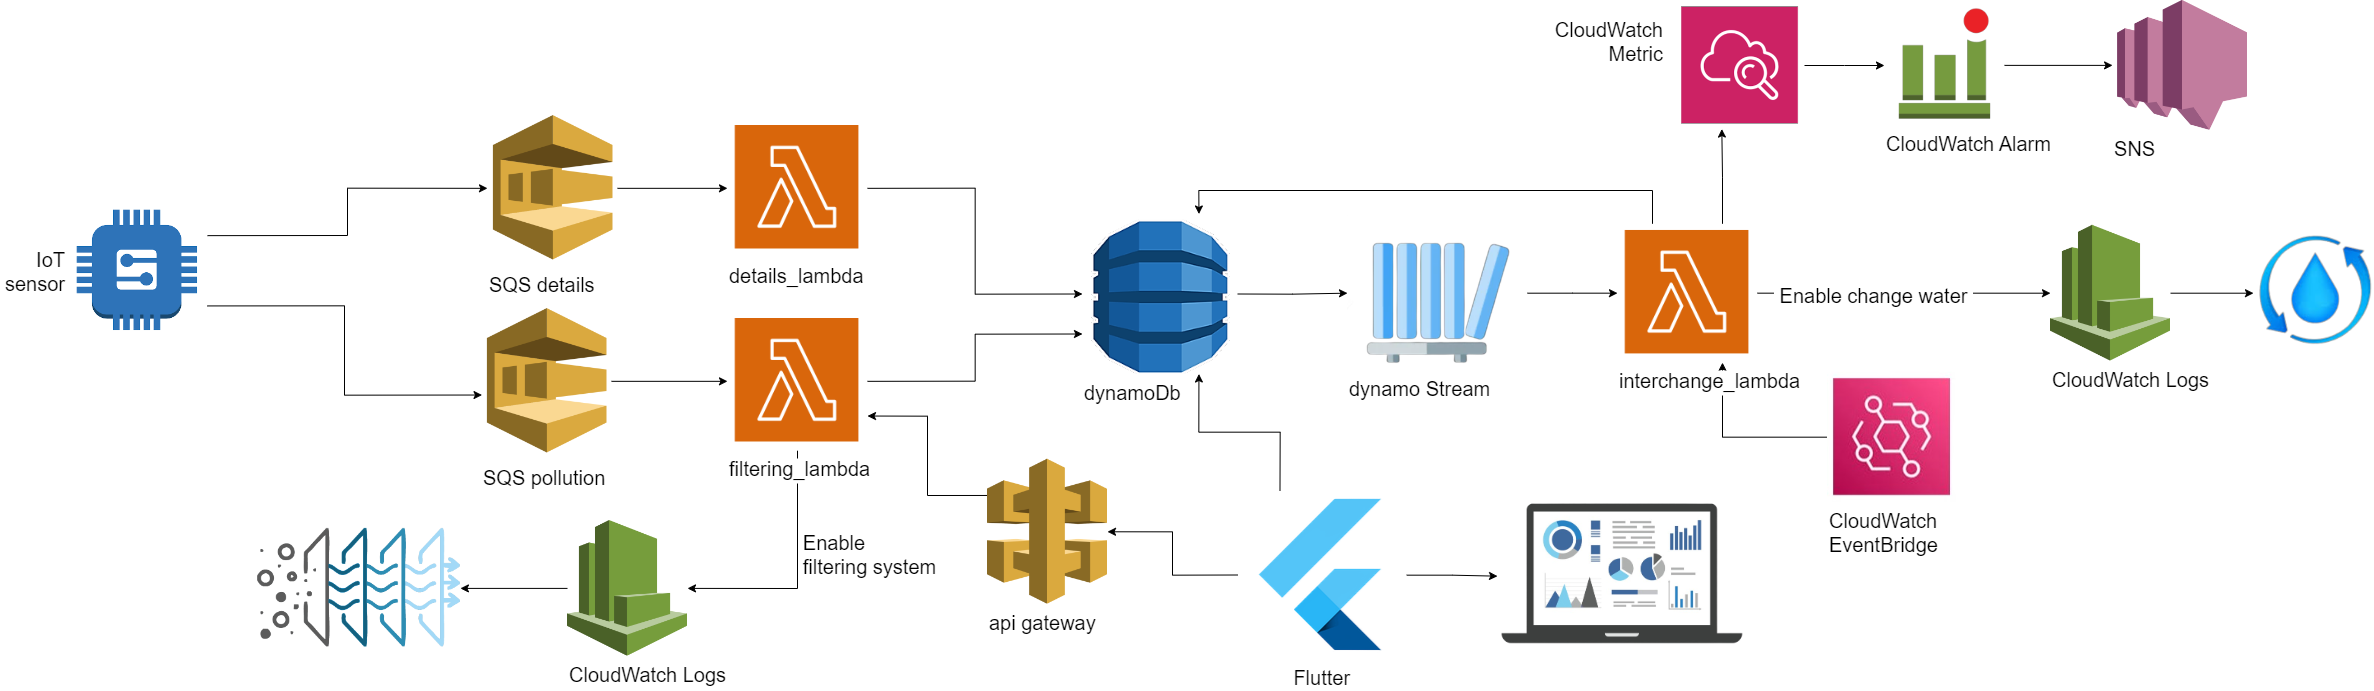 CloudWatch
Metric
CloudWatch Alarm
SNS
IoT
sensor
SQS details
details_lambda
SQS pollution
filtering_lambda
dynamoDb
dynamo Stream
interchange_lambda
Enable change water
CloudWatch Logs
CloudWatch
EventBridge
Enable
filtering system
api gateway
CloudWatch Logs
Flutter